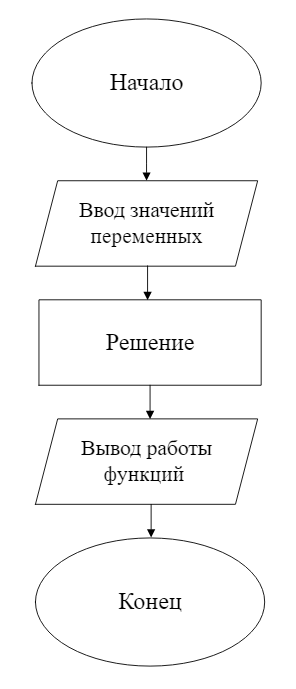 Начало
Ввод значений
переменных
Решение
Вывод работы
функций
Конец